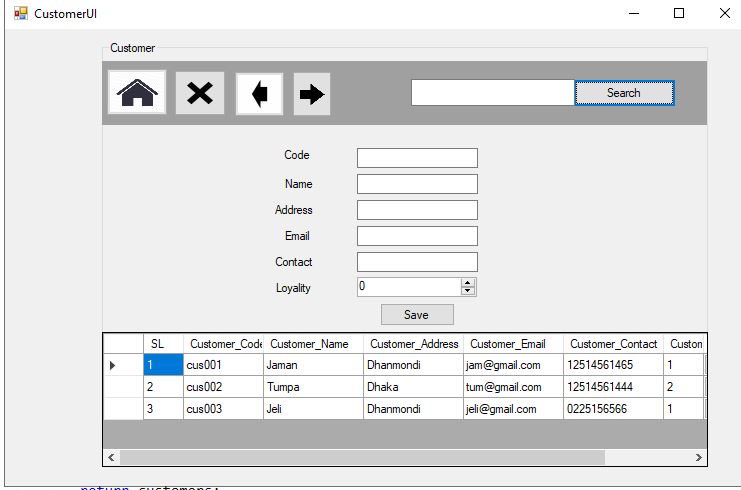 CustomerUI
Customer
Search
Code
Name
Address
Email
Contact
Loyality 0
Save
SL Customer_Code Customer_Name Customer_Address Customer_Email Customer_Contact Custom
1 cus001 Jaman Dhanmondi jam@gmail.com 12514561465 1
2 cus002 Tumpa Dhaka tum@gmail.com 12514561444 2
3 cus003 Jeli Dhanmondi jeli@gmail.com 0225156566 1
return customers;